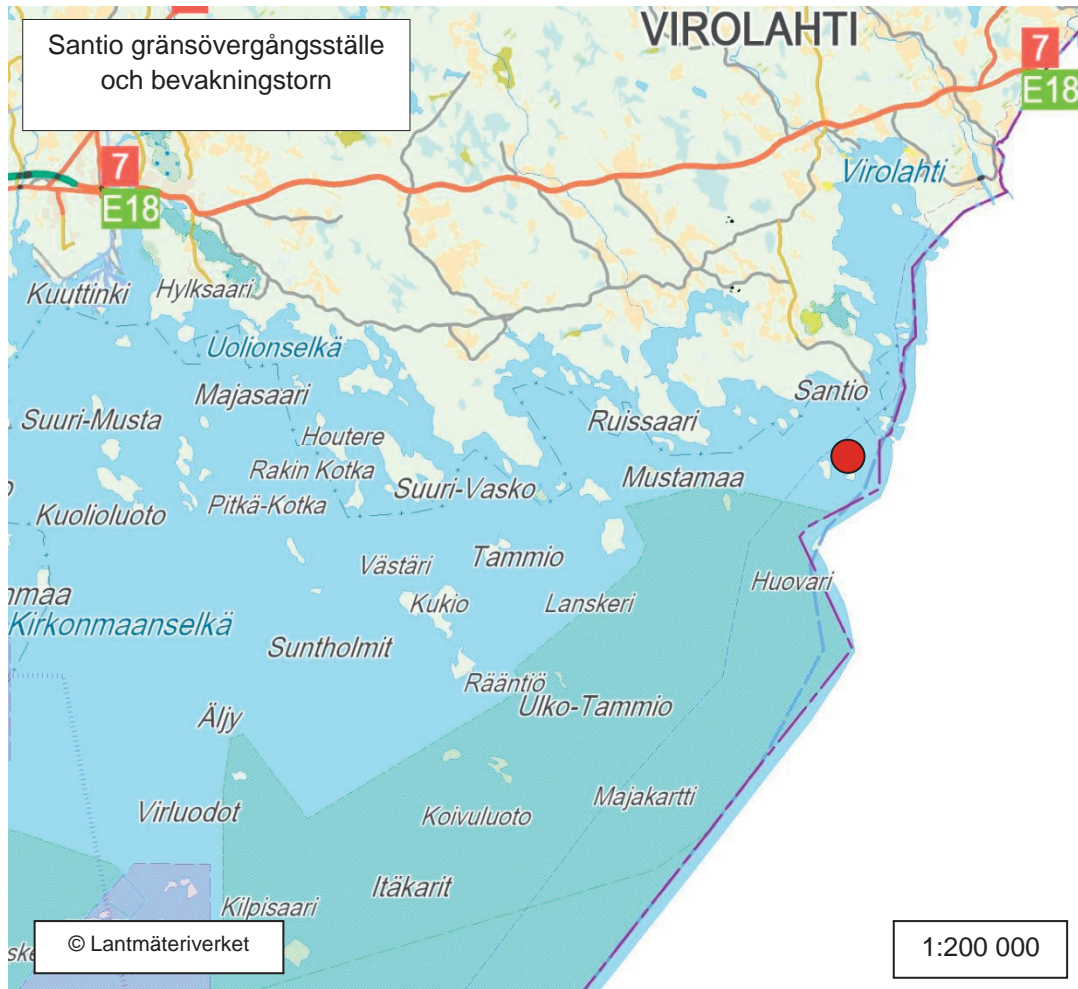 Santio gränsövergångsställe
och bevakningstorn
VIROLAHTI
7
E18
7
E18
Virolahti
Kuuttinki
Hylksaari
Uolionselkä
Majasaari
Santio
Suuri-Musta
Houtere
Ruissaari
Rakin Kotka
Mustamaa
Suuri-Vasko
Pitkä-Kotka
Kuolioluoto
Västäri
Tammio
Huovari
nmaa
Kukio
Lanskeri
Kirkonmaanselkä
Suntholmit
Rääntiö
Ulko-Tammio
Äljy
Majakartti
Virluodot
Koivuluoto
Itäkarit
Kilpisaari
© Lantmäteriverket
1:200 000